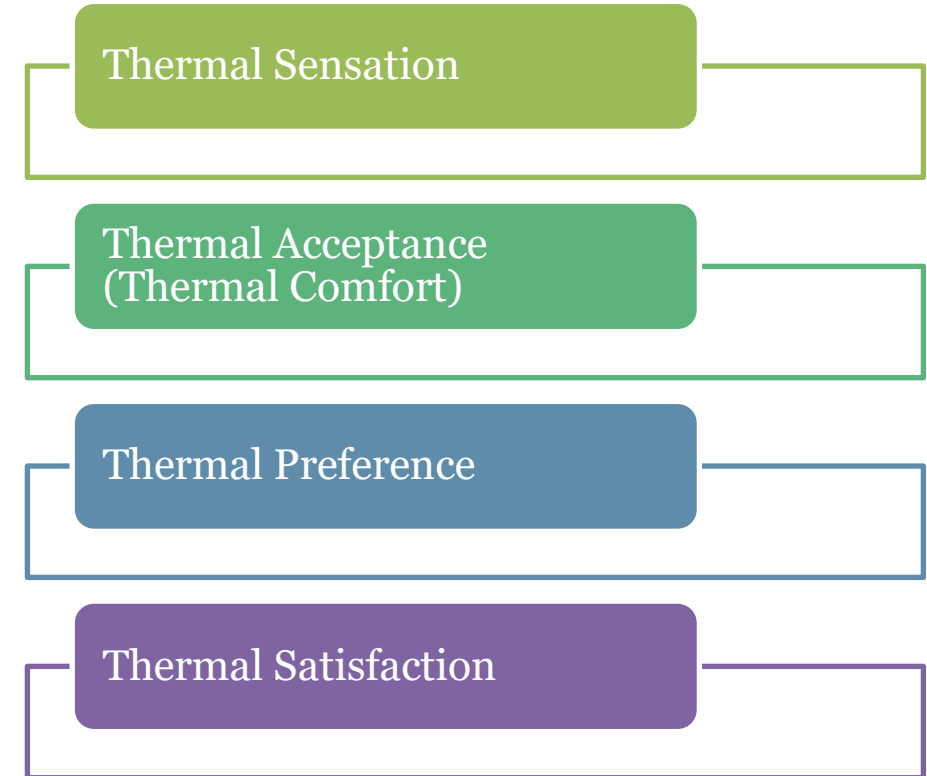 Thermal Sensation
Thermal Acceptance
(Thermal Comfort)
Thermal Preference
Thermal Satisfaction